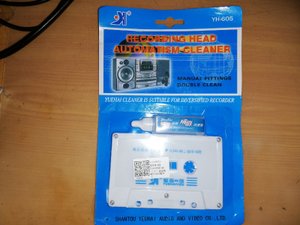 YH-605
RECORDING HEAD
AUTOMATISM CLEANER
MANUAL FITTINGS
DOUBLE CLEAN
YUEHAI CLEANER IS SUITABLE FOR DIVERSIFIED RECORDER
SHANTOU YUEHAI AUDIO AND VIDEO CO.,LTD.